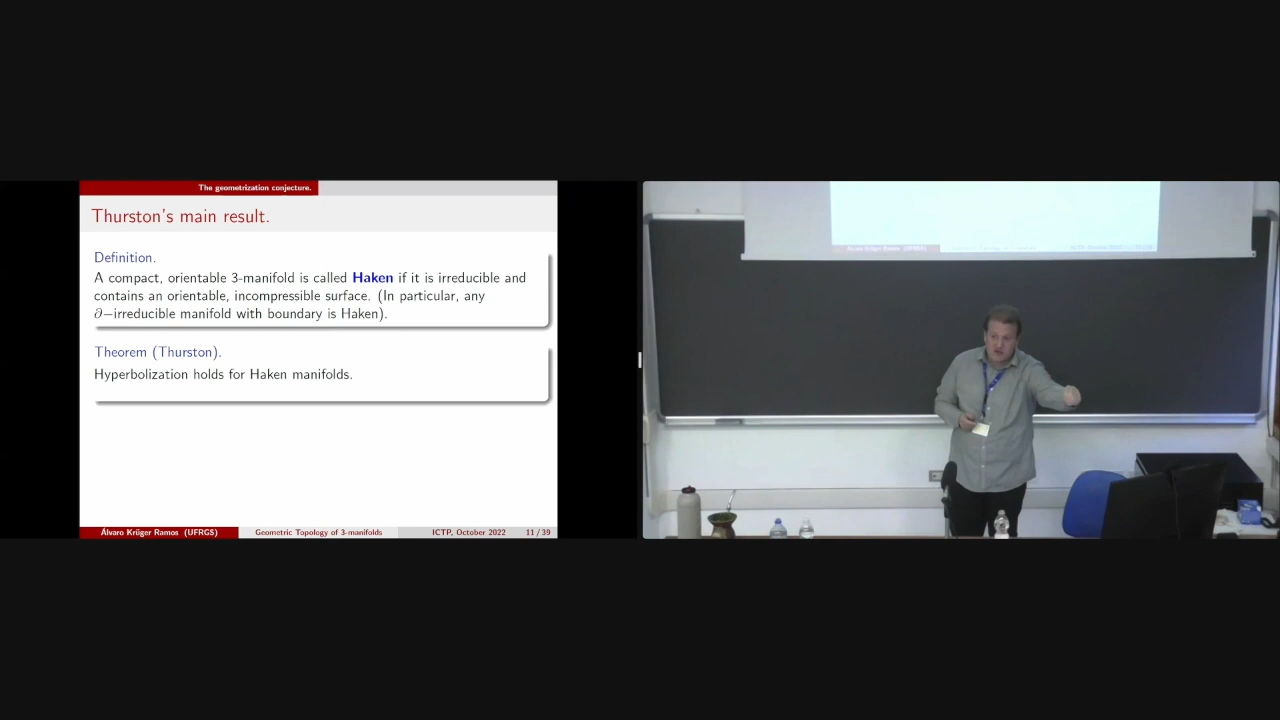 The geometrization conjecture.
Thurston's main result.
Definition.
A compact, orientable 3-manifold is called Haken if it is irreducible and
contains an orientable, incompressible surface. (In particular, any
∂−irreducible manifold with boundary is Haken).
Theorem (Thurston).
Hyperbolization holds for Haken manifolds.
Álvaro Krüger Ramos (UFRGS) Geometric Topology of 3-manifolds ICTP, October 2022 11 / 39